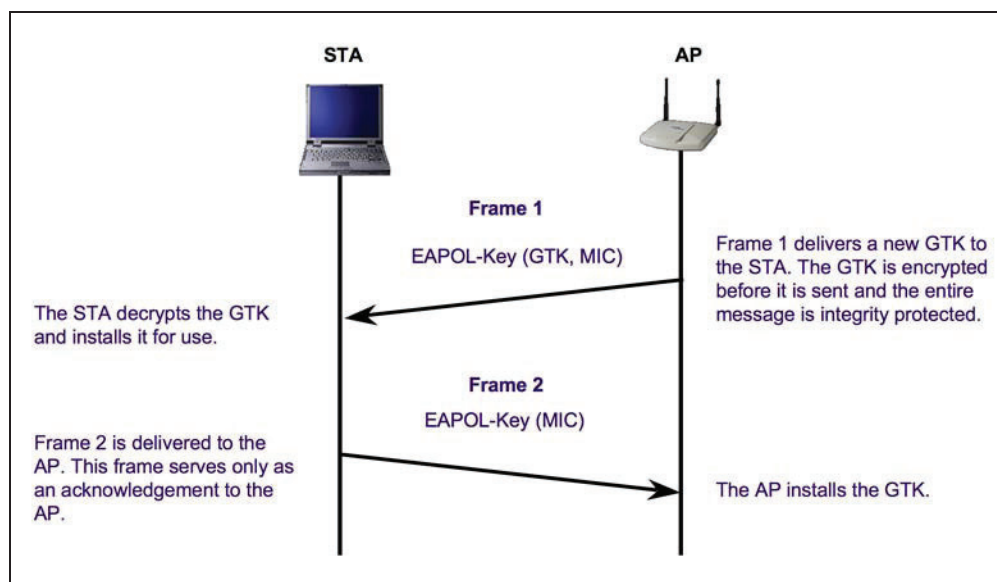 STA
AP
Frame 1
EAPOL-Key (GTK, MIC)
Frame 1 delivers a new GTK to
the STA. The GTK is encrypted
before it is sent and the entire
message is integrity protected.
The STA decrypts the GTK
and installs it for use.
Frame 2
EAPOL-Key (MIC)
Frame 2 is delivered to the
AP. This frame serves only as
an acknowledgement to the
AP.
The AP installs the GTK.